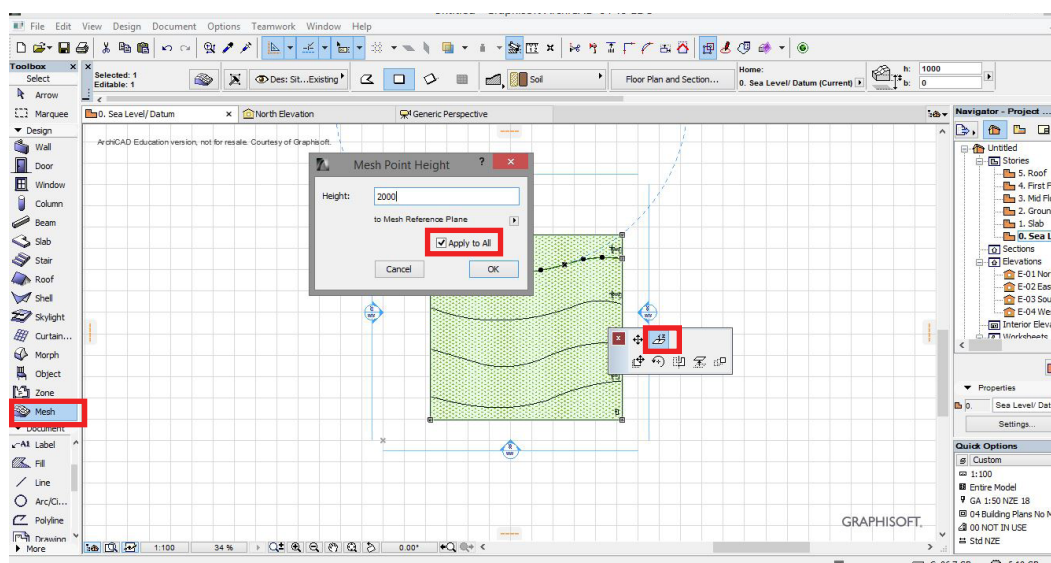 File Edit View Design Document Options Teamwork Window Help
Toolbox
Select
Arrow
Marquee
Design
Wall
Door
Window
Column
Beam
Slab
Stair
Roof
Shell
Skylight
Curtain...
Morph
Object
Zone
Mesh
Document
A1 Label
Fill
Line
Arc/Ci...
Polyline
Drawing
More
Selected: 1
Editable: 1
Des: Sit...Existing
Soil
Floor Plan and Section...
Home:
0. Sea Level/ Datum (Current)
h: 1000
b: 0
0. Sea Level/ Datum
North Elevation
Generic Perspective
ArchiCAD Education version, not for resale. Courtesy of Graphisoft.
Mesh Point Height ?
Height: 2000
to Mesh Reference Plane
Apply to All
Cancel OK
GRAPHISOFT.
1:100 34 % 0.00°
Navigator - Project ...
Untitled
Stories
5. Roof
4. First F
3. Mid Fl
2. Groun
1. Slab
0. Sea L
Sections
Elevations
E-01 Nor
E-02 Eas
E-03 Sou
E-04 We
Interior Eleva
Worksheets
Properties
0. Sea Level/ Dat
Settings...
Quick Options
Custom
1:100
Entire Model
GA 1:50 NZE 18
04 Building Plans No M
00 NOT IN USE
Std NZE